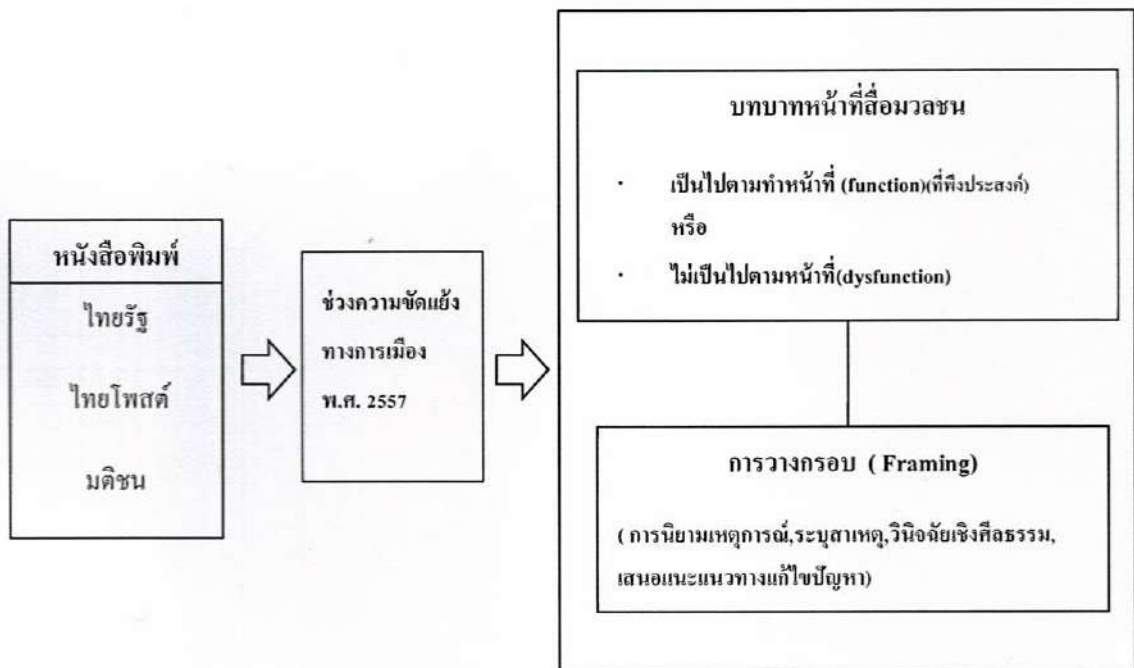 หนังสือพิมพ์
ไทยรัฐ
ไทยโพสต์
มติชน
ช่วงความขัดแย้ง
ทางการเมือง
พ.ศ. 2557
บทบาทหน้าที่สื่อมวลชน
· เป็นไปตามทำหน้าที่ (function)(ที่พึงประสงค์)
หรือ
· ไม่เป็นไปตามหน้าที่(dysfunction)
การวางกรอบ ( Framing)
( การนิยามเหตุการณ์,ระบุสาเหตุ,วินิจฉัยเชิงศีลธรรม,
เสนอแนะแนวทางแก้ไขปัญหา)